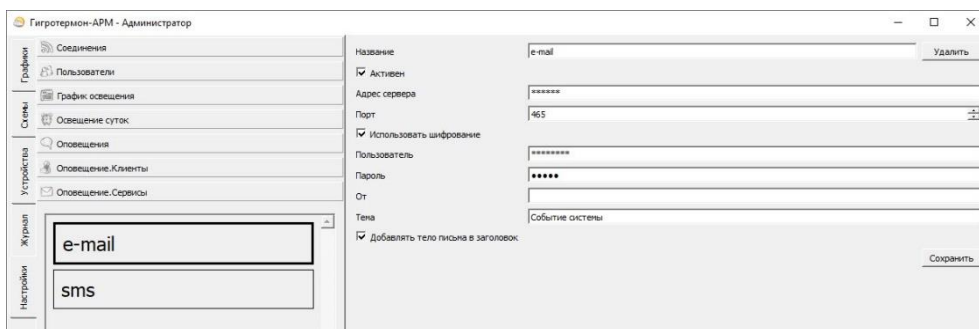 Гигротермон-АРМ - Администратор
Графики
Схемы
Устройства
Журнал
Настройки
Соединения
Пользователи
График освещения
Освещение суток
Оповещения
Оповещение.Клиенты
Оповещение.Сервисы
e-mail
sms
Название e-mail Удалить
Активен
Адрес сервера ******
Порт 465
Использовать шифрование
Пользователь ********
Пароль •••••
От
Тема Событие системы
Добавлять тело письма в заголовок
Сохранить